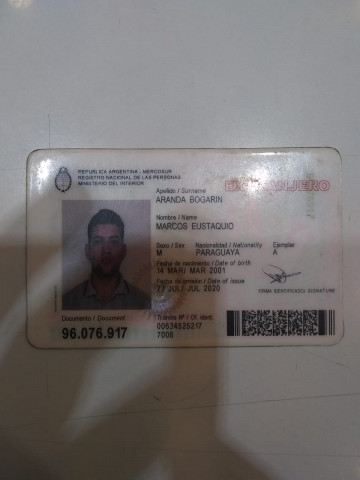 REPUBLICA ARGENTINA - MERCOSUR
REGISTRO NACIONAL DE LAS PERSONAS
MINISTERIO DEL INTERIOR
EXTRANJERO
Apellido / Surname
ARANDA BOGARIN
Nombre / Name
MARCOS EUSTAQUIO
Sexo / Sex Nacionalidad / Nationality Ejemplar
M PARAGUAYA A
Fecha de nacimiento / Date of birth
14 MAR/ MAR 2001
Fecha de emisión / Date of issue
27 JUL/ JUL 2020
FIRMA IDENTIFICADO/ SIGNATURE
Documento / Document
96.076.917
Trámite Nº / Of. ident.
00634525217
7008